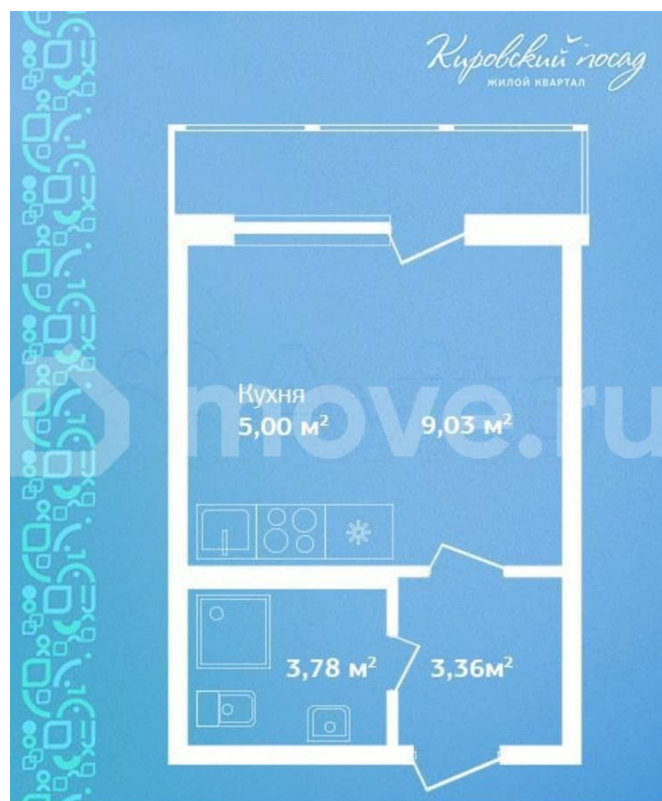 Кировский посад
ЖИЛОЙ КВАРТАЛ
Кухня
5,00 м²
9,03 м²
move.ru
3,78 м²
3,36м²